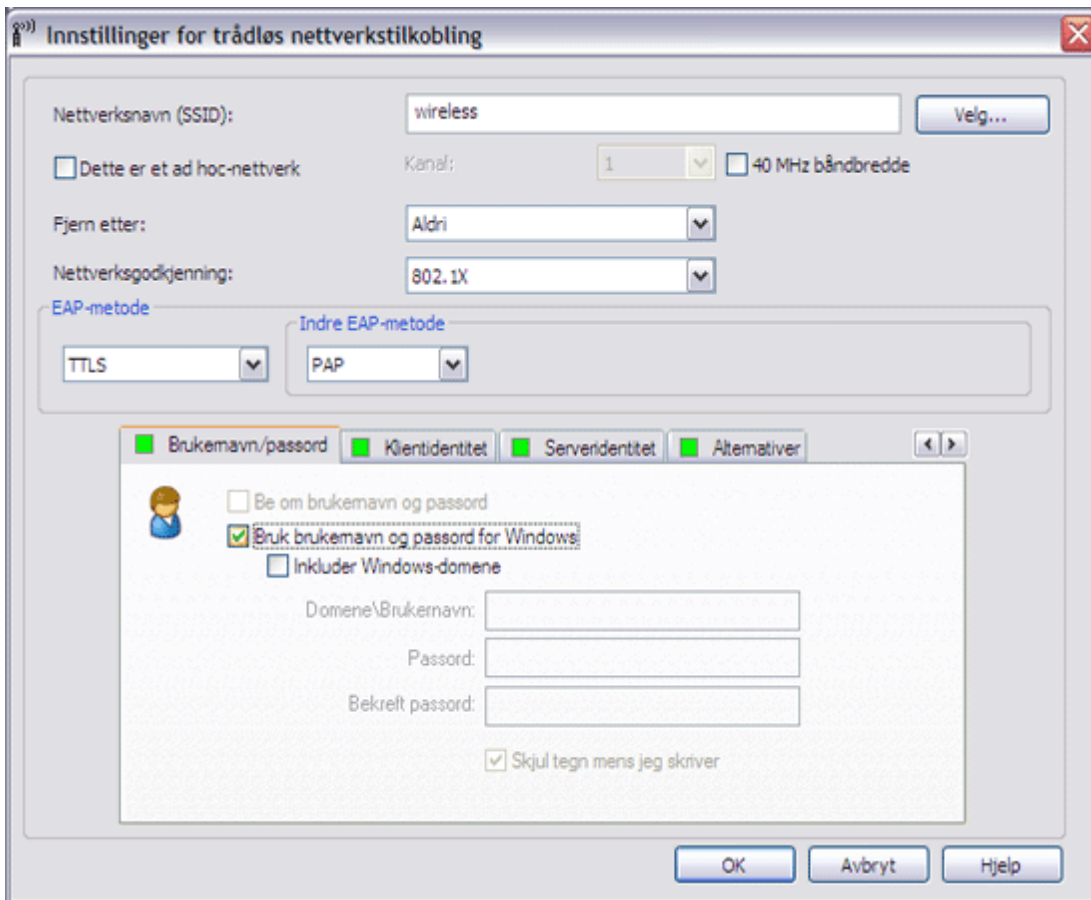 Innstillinger for trådløs nettverkstilkobling
Nettverksnavn (SSID): wireless Velg...
Dette er et ad hoc-nettverk Kanal: 1 40 MHz båndbredde
Fjern etter: Aldri
Nettverksgodkjenning: 802.1X
EAP-metode
Indre EAP-metode
TTLS PAP
Brukernavn/passord Klientidentitet Serveridentitet Alternativer
Be om brukernavn og passord
Bruk brukernavn og passord for Windows
Inkluder Windows-domene
Domene\Brukernavn:
Passord:
Bekreft passord:
Skjul tegn mens jeg skriver
OK Avbryt Hjelp